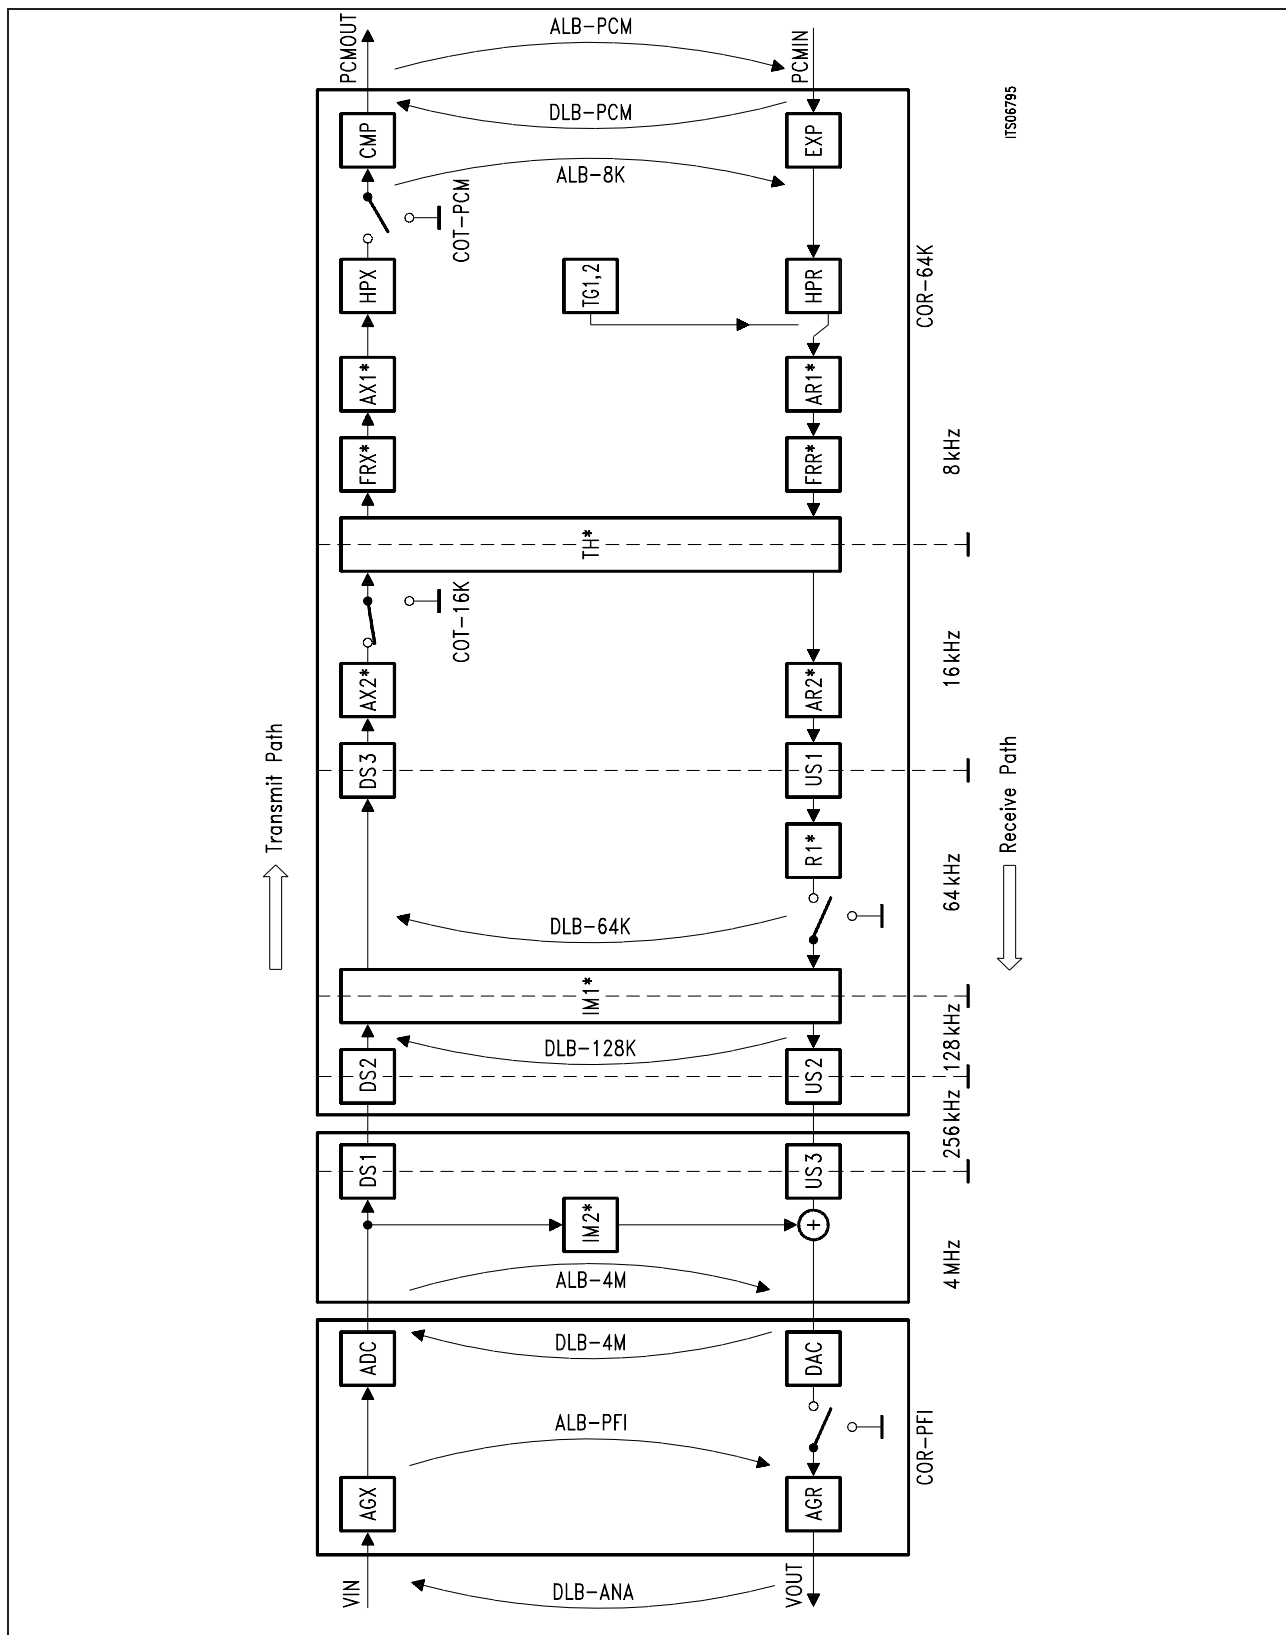 PCMOUT
ALB-PCM
PCMIN
DLB-PCM
CMP
EXP
ITS06795
ALB-8K
COT-PCM
HPX
TG1,2
HPR
COR-64K
AX1*
AR1*
FRX*
FRR*
8kHz
TH*
COT-16K
AX2*
AR2*
16kHz
Transmit Path
DS3
US1
Receive Path
R1*
64kHz
DLB-64K
IM1*
128kHz
DLB-128K
DS2
US2
256kHz
DS1
US3
IM2*
+
ALB-4M
4MHz
ADC
DLB-4M
DAC
ALB-PFI
COR-PFI
AGX
AGR
VIN
DLB-ANA
VOUT